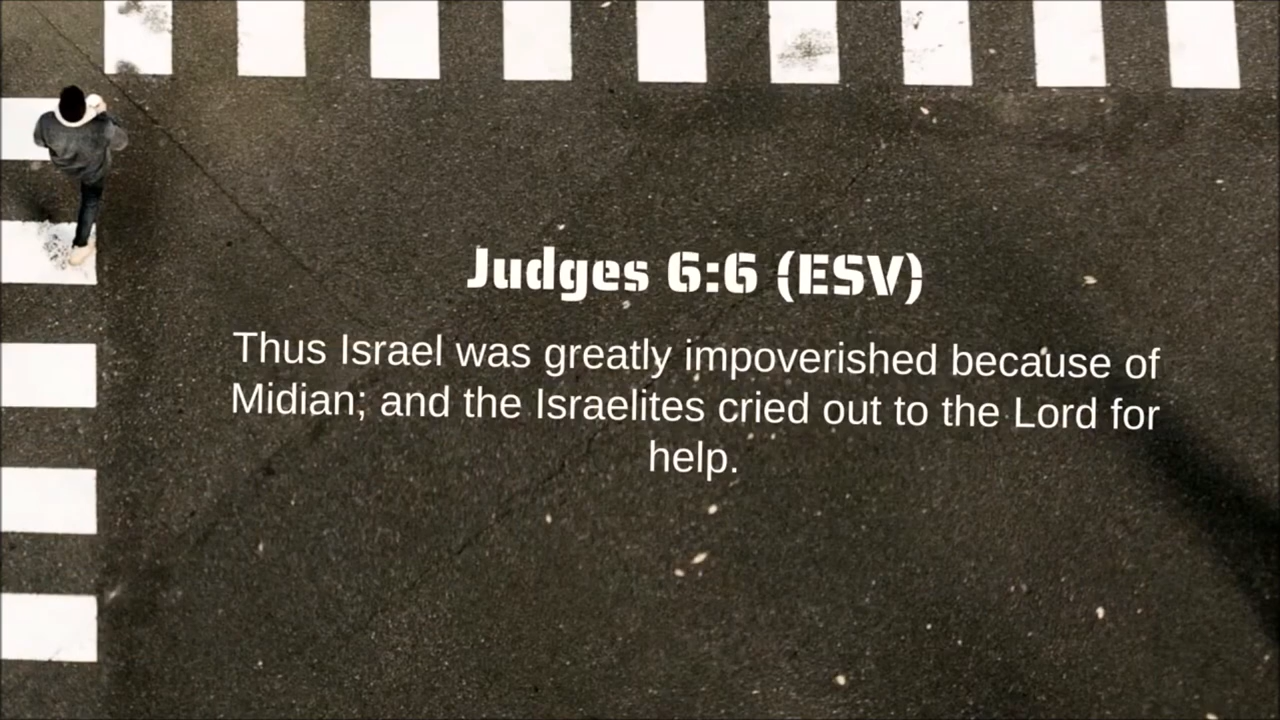 Judges 6:6 (ESV)
Thus Israel was greatly impoverished because of
Midian; and the Israelites cried out to the Lord for
help.